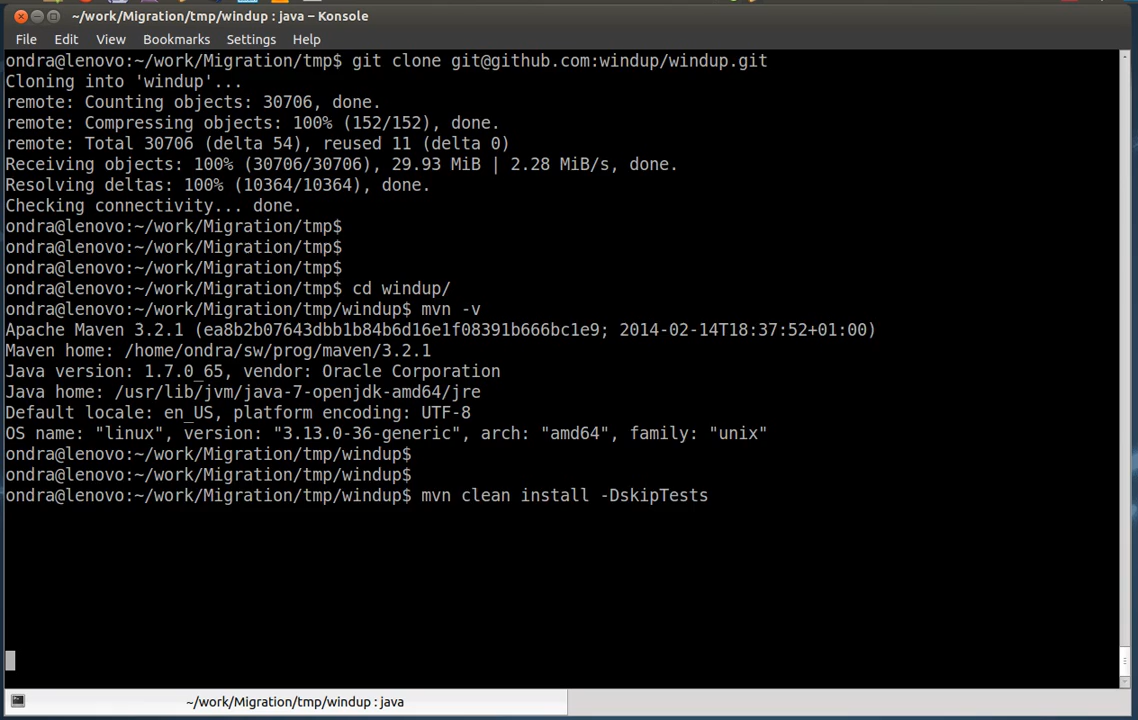 ~/work/Migration/tmp/windup : java – Konsole
File Edit View Bookmarks Settings Help
ondra@lenovo:~/work/Migration/tmp$ git clone git@github.com:windup/windup.git
Cloning into 'windup'...
remote: Counting objects: 30706, done.
remote: Compressing objects: 100% (152/152), done.
remote: Total 30706 (delta 54), reused 11 (delta 0)
Receiving objects: 100% (30706/30706), 29.93 MiB | 2.28 MiB/s, done.
Resolving deltas: 100% (10364/10364), done.
Checking connectivity... done.
ondra@lenovo:~/work/Migration/tmp$
ondra@lenovo:~/work/Migration/tmp$
ondra@lenovo:~/work/Migration/tmp$
ondra@lenovo:~/work/Migration/tmp$ cd windup/
ondra@lenovo:~/work/Migration/tmp/windup$ mvn -v
Apache Maven 3.2.1 (ea8b2b07643dbb1b84b6d16e1f08391b666bc1e9; 2014-02-14T18:37:52+01:00)
Maven home: /home/ondra/sw/prog/maven/3.2.1
Java version: 1.7.0_65, vendor: Oracle Corporation
Java home: /usr/lib/jvm/java-7-openjdk-amd64/jre
Default locale: en_US, platform encoding: UTF-8
OS name: "linux", version: "3.13.0-36-generic", arch: "amd64", family: "unix"
ondra@lenovo:~/work/Migration/tmp/windup$
ondra@lenovo:~/work/Migration/tmp/windup$
ondra@lenovo:~/work/Migration/tmp/windup$ mvn clean install -DskipTests
~/work/Migration/tmp/windup : java